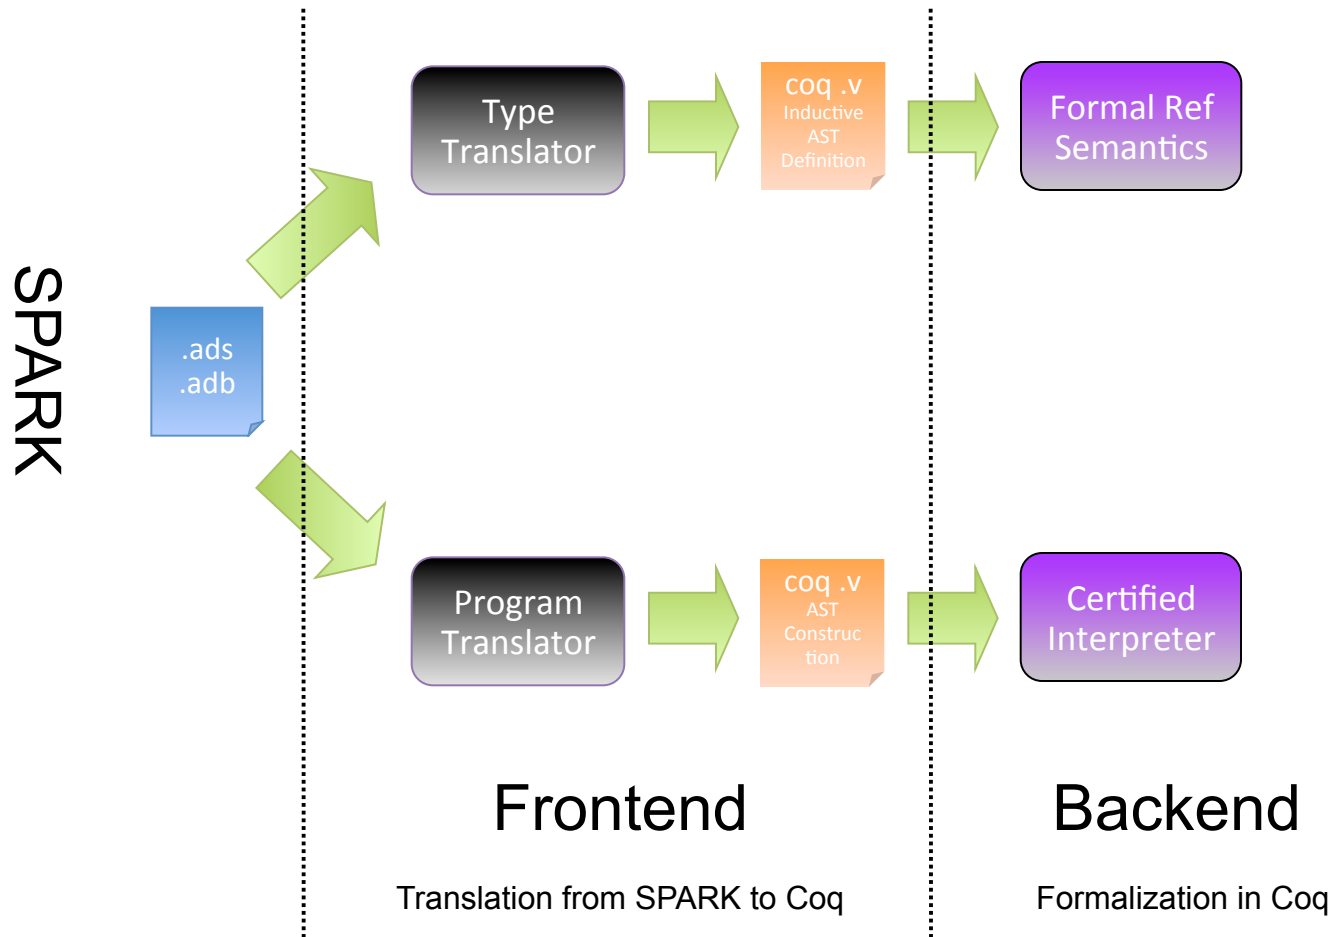 SPARK
.ads
.adb
Type
Translator
coq .v
Inductive
AST
Definition
Formal Ref
Semantics
Program
Translator
coq .v
AST
Construc
tion
Certified
Interpreter
Frontend
Translation from SPARK to Coq
Backend
Formalization in Coq